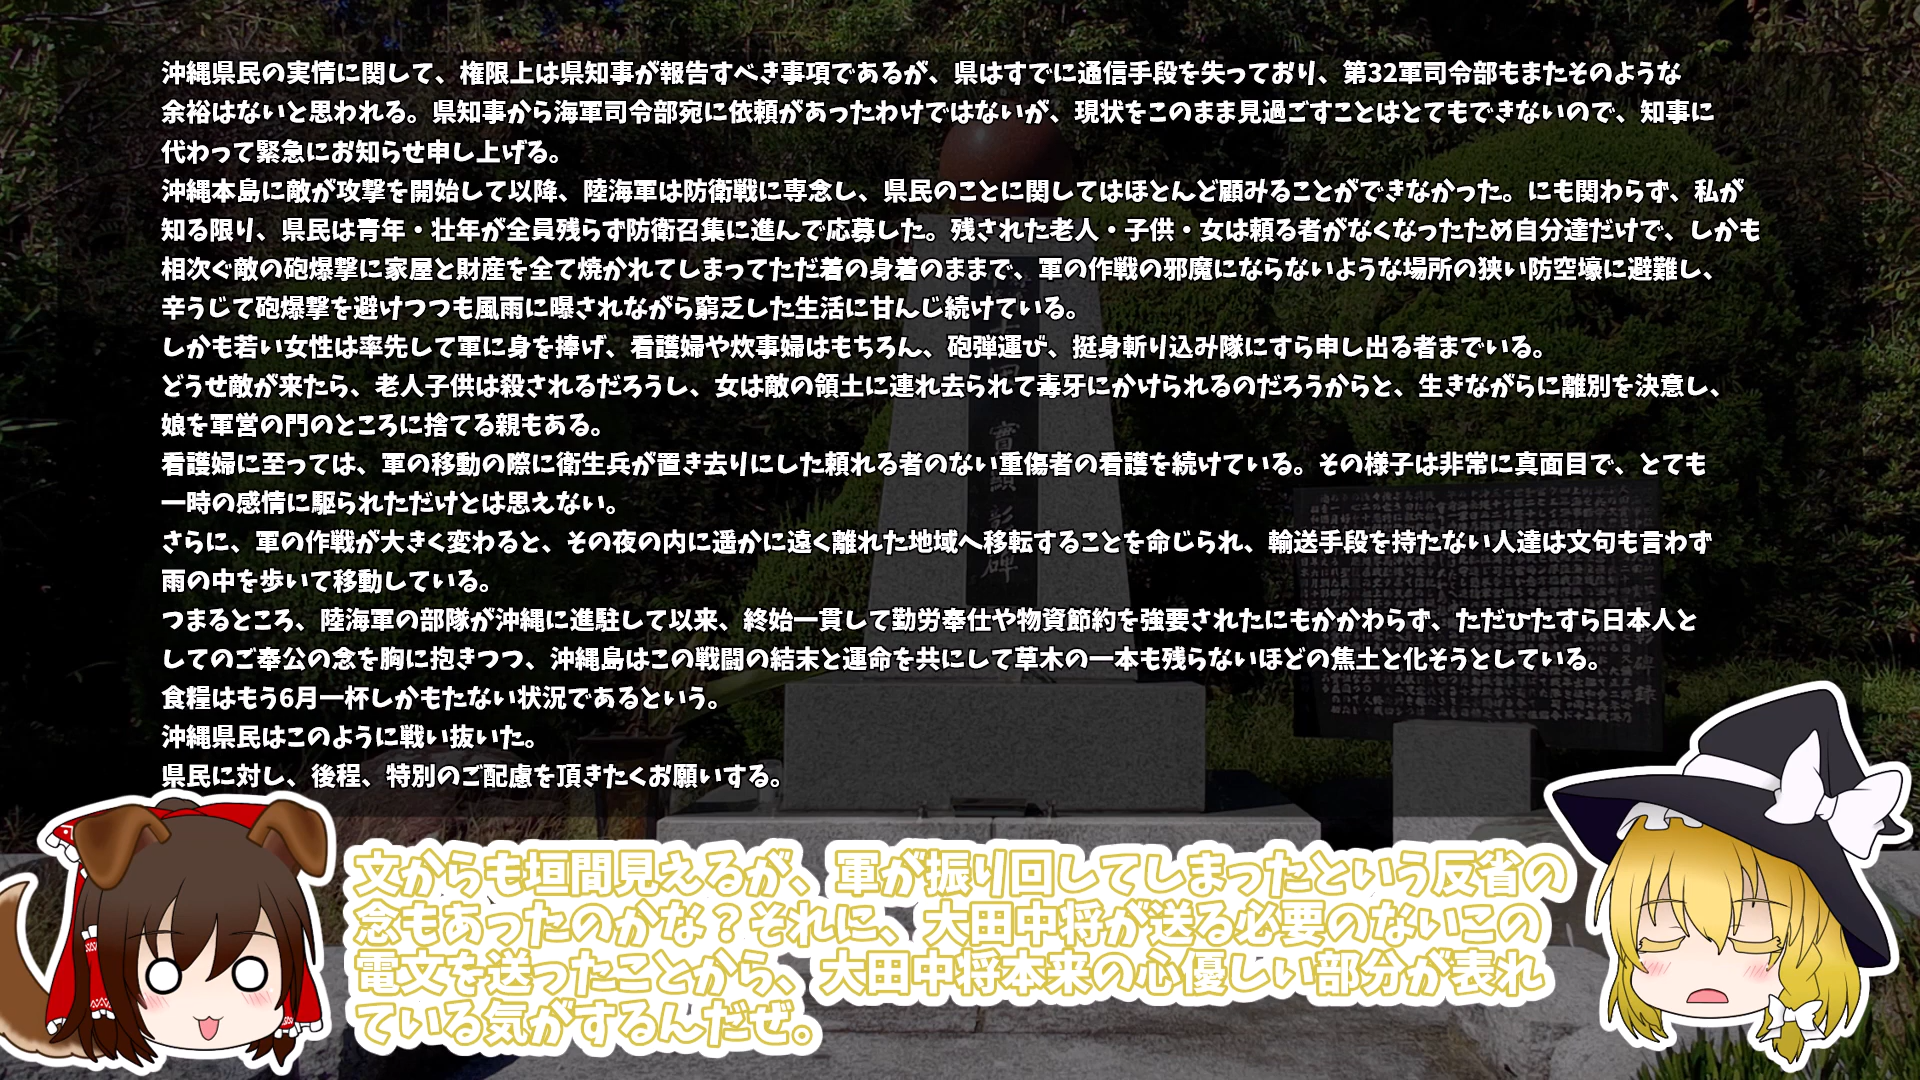 沖縄県民の実情に関して、権限上は県知事が報告すべき事項であるが、県はすでに通信手段を失っており、第32軍司令部もまたそのような
余裕はないと思われる。県知事から海軍司令部宛に依頼があったわけではないが、現状をこのまま見過ごすことはとてもできないので、知事に
代わって緊急にお知らせ申し上げる。
沖縄本島に敵が攻撃を開始して以降、陸海軍は防衛戦に専念し、県民のことに関してはほとんど顧みることができなかった。にも関わらず、私が
知る限り、県民は青年・壮年が全員残らず防衛召集に進んで応募した。残された老人・子供・女は頼る者がなくなったため自分達だけで、しかも
相次ぐ敵の砲爆撃に家屋と財産を全て焼かれてしまってただ着の身着のままで、軍の作戦の邪魔にならないような場所の狭い防空壕に避難し、
辛うじて砲爆撃を避けつつも風雨に曝されながら窮乏した生活に甘んじ続けている。
しかも若い女性は率先して軍に身を捧げ、看護婦や炊事婦はもちろん、砲弾運び、挺身斬り込み隊にすら申し出る者までいる。
どうせ敵が来たら、老人子供は殺されるだろうし、女は敵の領土に連れ去られて毒牙にかけられるのだろうからと、生きながらに離別を決意し、
娘を軍営の門のところに捨てる親もある。
看護婦に至っては、軍の移動の際に衛生兵が置き去りにした頼れる者のない重傷者の看護を続けている。その様子は非常に真面目で、とても
一時の感情に駆られただけとは思えない。
さらに、軍の作戦が大きく変わると、その夜の内に遥かに遠く離れた地域へ移転することを命じられ、輸送手段を持たない人達は文句も言わず
雨の中を歩いて移動している。
つまるところ、陸海軍の部隊が沖縄に進駐して以来、終始一貫して勤労奉仕や物資節約を強要されたにもかかわらず、ただひたすら日本人と
してのご奉公の念を胸に抱きつつ、沖縄島はこの戦闘の結末と運命を共にして草木の一本も残らないほどの焦土と化そうとしている。
食糧はもう6月一杯しかもたない状況であるという。
沖縄県民はこのように戦い抜いた。
県民に対し、後程、特別のご配慮を頂きたくお願いする。
文からも垣間見えるが、軍が振り回してしまったという反省の
念もあったのかな？それに、大田中将が送る必要のないこの
電文を送ったことから、大田中将本来の心優しい部分が表れ
ている気がするんだぜ。